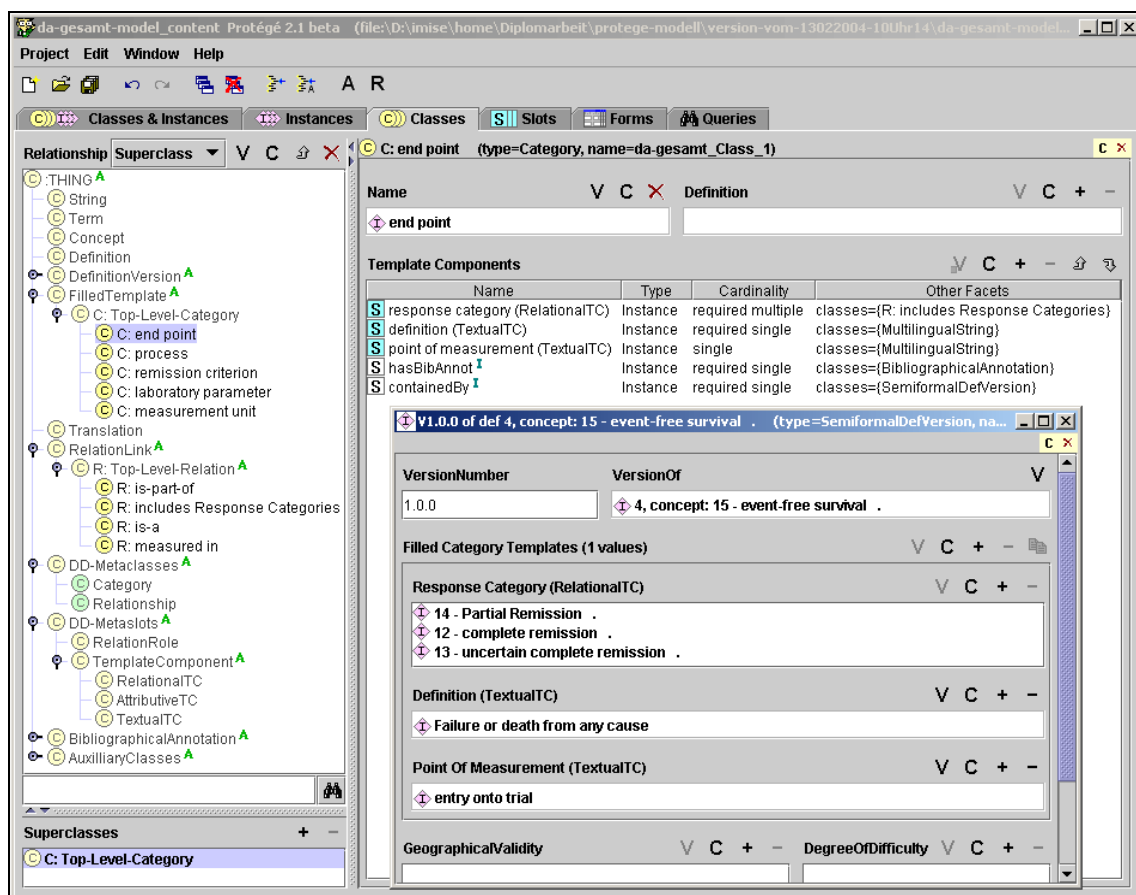 da-gesamt-model_content Protégé 2.1 beta (file:\D:\imise\home\Diplomarbeit\protege-modell\version-vom-13022004-10Uhr14\da-gesamt-model...
Project Edit Window Help
A R
Classes & Instances Instances Classes Slots Forms Queries
Relationship Superclass V C
C: end point (type=Category, name=da-gesamt_Class_1) C ×
:THING A
String
Term
Concept
Definition
DefinitionVersion A
FilledTemplate A
C: Top-Level-Category
C: end point
C: process
C: remission criterion
C: laboratory parameter
C: measurement unit
Translation
RelationLink A
R: Top-Level-Relation A
R: is-part-of
R: includes Response Categories
R: is-a
R: measured in
DD-Metaclasses A
Category
Relationship
DD-Metaslots A
RelationRole
TemplateComponent A
RelationalTC
AttributiveTC
TextualTC
BibliographicalAnnotation A
AuxilliaryClasses A
Superclasses + −
C: Top-Level-Category
Name V C Definition V C + −
end point
Template Components V C + −
Name Type Cardinality Other Facets
S response category (RelationalTC) Instance required multiple classes={R: includes Response Categories}
S definition (TextualTC) Instance required single classes={MultilingualString}
S point of measurement (TextualTC) Instance single classes={MultilingualString}
S hasBibAnnot I Instance required single classes={BibliographicalAnnotation}
S containedBy I Instance required single classes={SemiformalDefVersion}
V1.0.0 of def 4, concept: 15 - event-free survival . (type=SemiformalDefVersion, na...
C ×
VersionNumber VersionOf V
1.0.0 4, concept: 15 - event-free survival .
Filled Category Templates (1 values) V C + −
Response Category (RelationalTC) V C + −
14 - Partial Remission .
12 - complete remission .
13 - uncertain complete remission .
Definition (TextualTC) V C + −
Failure or death from any cause
Point Of Measurement (TextualTC) V C + −
entry onto trial
GeographicalValidity V C + − DegreeOfDifficulty V C + −